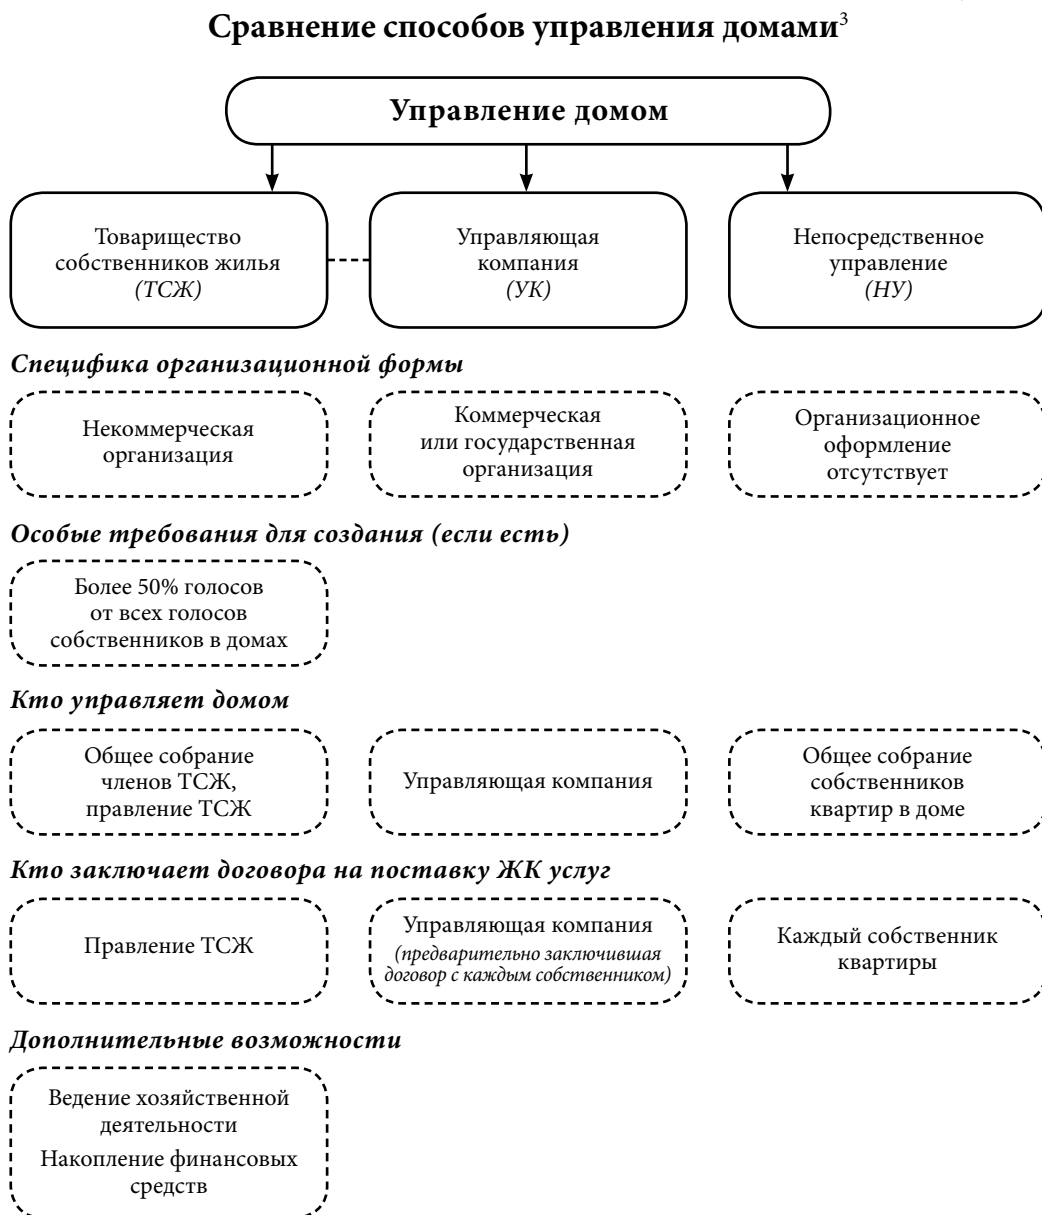 Сравнение способов управления домами³
Управление домом
Товарищество
собственников жилья
(ТСЖ)
Управляющая
компания
(УК)
Непосредственное
управление
(НУ)
Специфика организационной формы
Некоммерческая
организация
Коммерческая
или государственная
организация
Организационное
оформление
отсутствует
Особые требования для создания (если есть)
Более 50% голосов
от всех голосов
собственников в домах
Кто управляет домом
Общее собрание
членов ТСЖ,
правление ТСЖ
Управляющая компания
Общее собрание
собственников
квартир в доме
Кто заключает договора на поставку ЖК услуг
Правление ТСЖ
Управляющая компания
(предварительно заключившая
договор с каждым собственником)
Каждый собственник
квартиры
Дополнительные возможности
Ведение хозяйственной
деятельности
Накопление финансовых
средств